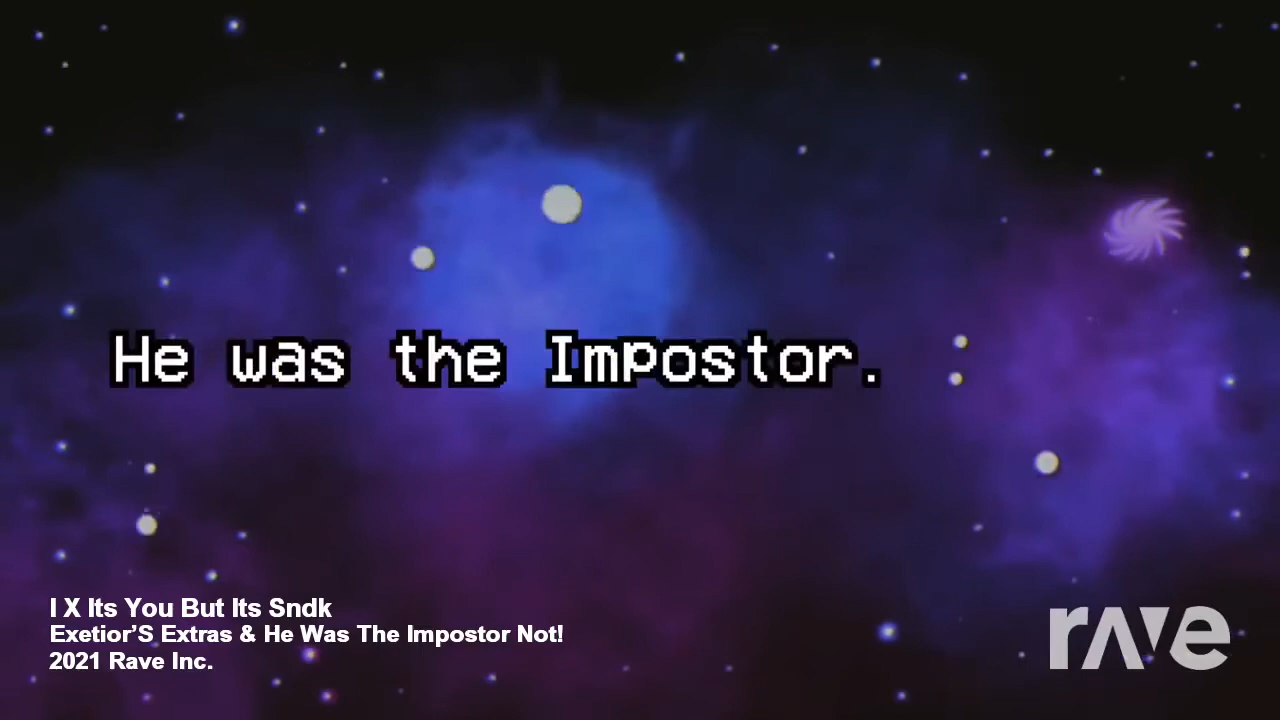 He was the Impostor.
I X Its You But Its Sndk
Exetior’S Extras & He Was The Impostor Not!
2021 Rave Inc.
rave